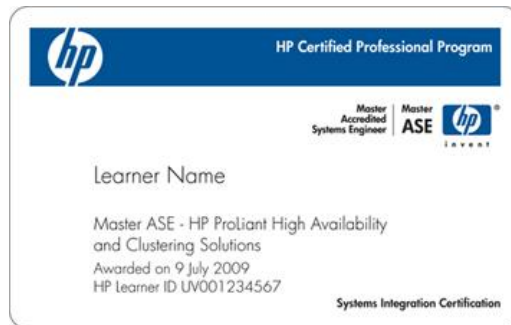 hp
HP Certified Professional Program
Master
Accredited
Systems Engineer
Master
ASE
hp
®
invent
Learner Name
Master ASE - HP ProLiant High Availability
and Clustering Solutions
Awarded on 9 July 2009
HP Learner ID UV001234567
Systems Integration Certification